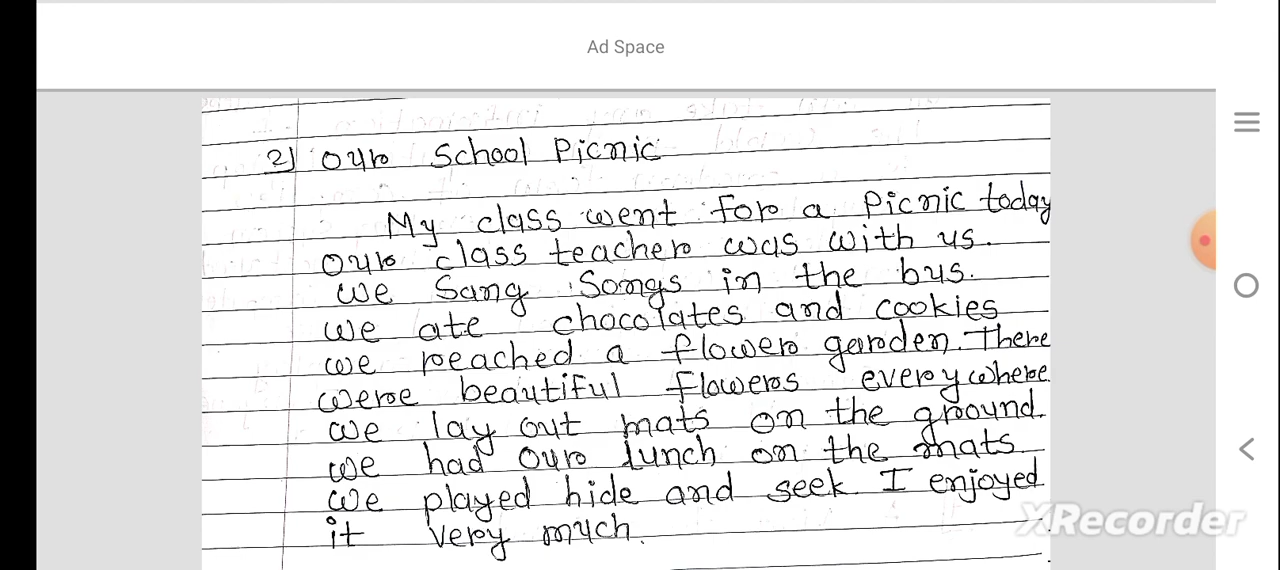 Ad Space
2) Our School Picnic
My class went for a Picnic today
Our class teacher was with us.
We Sang Songs in the bus.
We ate chocolates and cookies
We reached a flower garden. There
were beautiful flowers everywhere
We lay out mats on the ground.
We had our lunch on the mats.
We played hide and seek. I enjoyed
it very much.
XRecorder